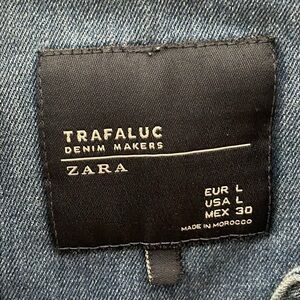 TRAFALUC
DENIM MAKERS
ZARA
EUR L
USA L
MEX 30
MADE IN MOROCCO